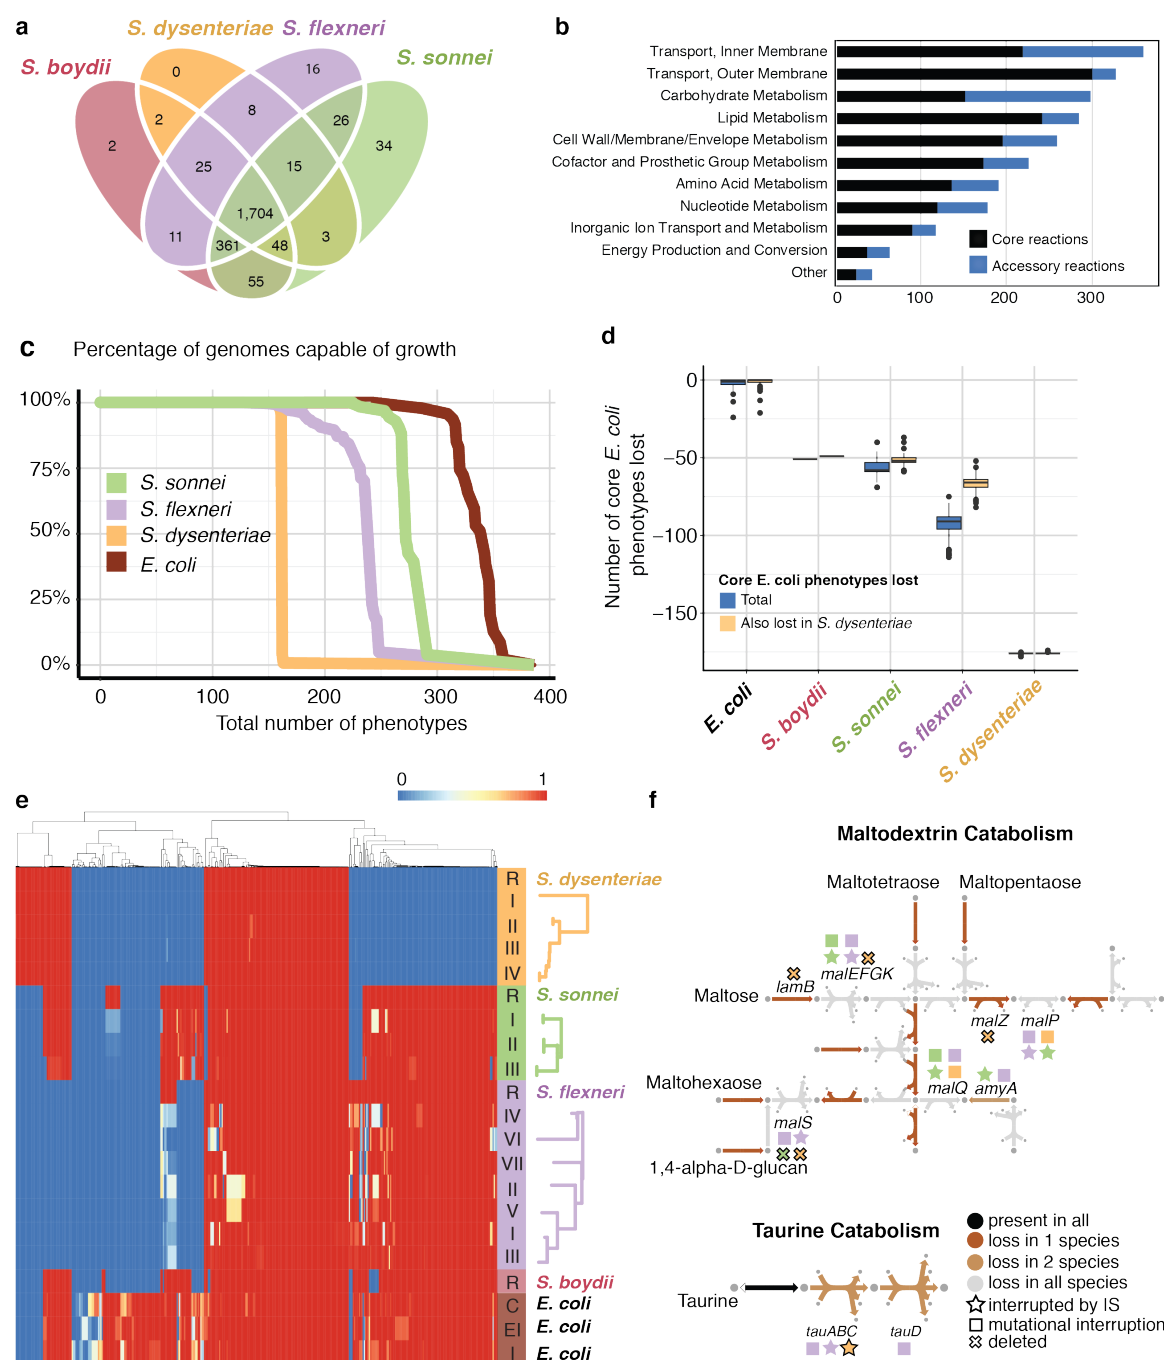 a
S. dysenteriae
S. flexneri
S. boydii
S. sonnei
0
16
2
2
8
26
34
25
15
1,704
11
361
48
3
55
b
Transport, Inner Membrane
Transport, Outer Membrane
Carbohydrate Metabolism
Lipid Metabolism
Cell Wall/Membrane/Envelope Metabolism
Cofactor and Prosthetic Group Metabolism
Amino Acid Metabolism
Nucleotide Metabolism
Inorganic Ion Transport and Metabolism
Energy Production and Conversion
Other
Core reactions
Accessory reactions
0 100 200 300
c
Percentage of genomes capable of growth
100%
75%
50%
25%
0%
S. sonnei
S. flexneri
S. dysenteriae
E. coli
0 100 200 300 400
Total number of phenotypes
d
Number of core E. coli
phenotypes lost
0
−50
−100
−150
Core E. coli phenotypes lost
Total
Also lost in S. dysenteriae
E. coli
S. boydii
S. sonnei
S. flexneri
S. dysenteriae
e
0 1
R S. dysenteriae
I
II
III
IV
R S. sonnei
I
II
III
R S. flexneri
IV
VI
VII
II
V
I
III
R S. boydii
C E. coli
EI E. coli
I E. coli
f
Maltodextrin Catabolism
Maltotetraose Maltopentaose
malEFGK
lamB
Maltose
malZ malP
Maltohexaose
malQ amyA
malS
1,4-alpha-D-glucan
Taurine Catabolism
Taurine
tauABC tauD
present in all
loss in 1 species
loss in 2 species
loss in all species
interrupted by IS
mutational interruption
deleted